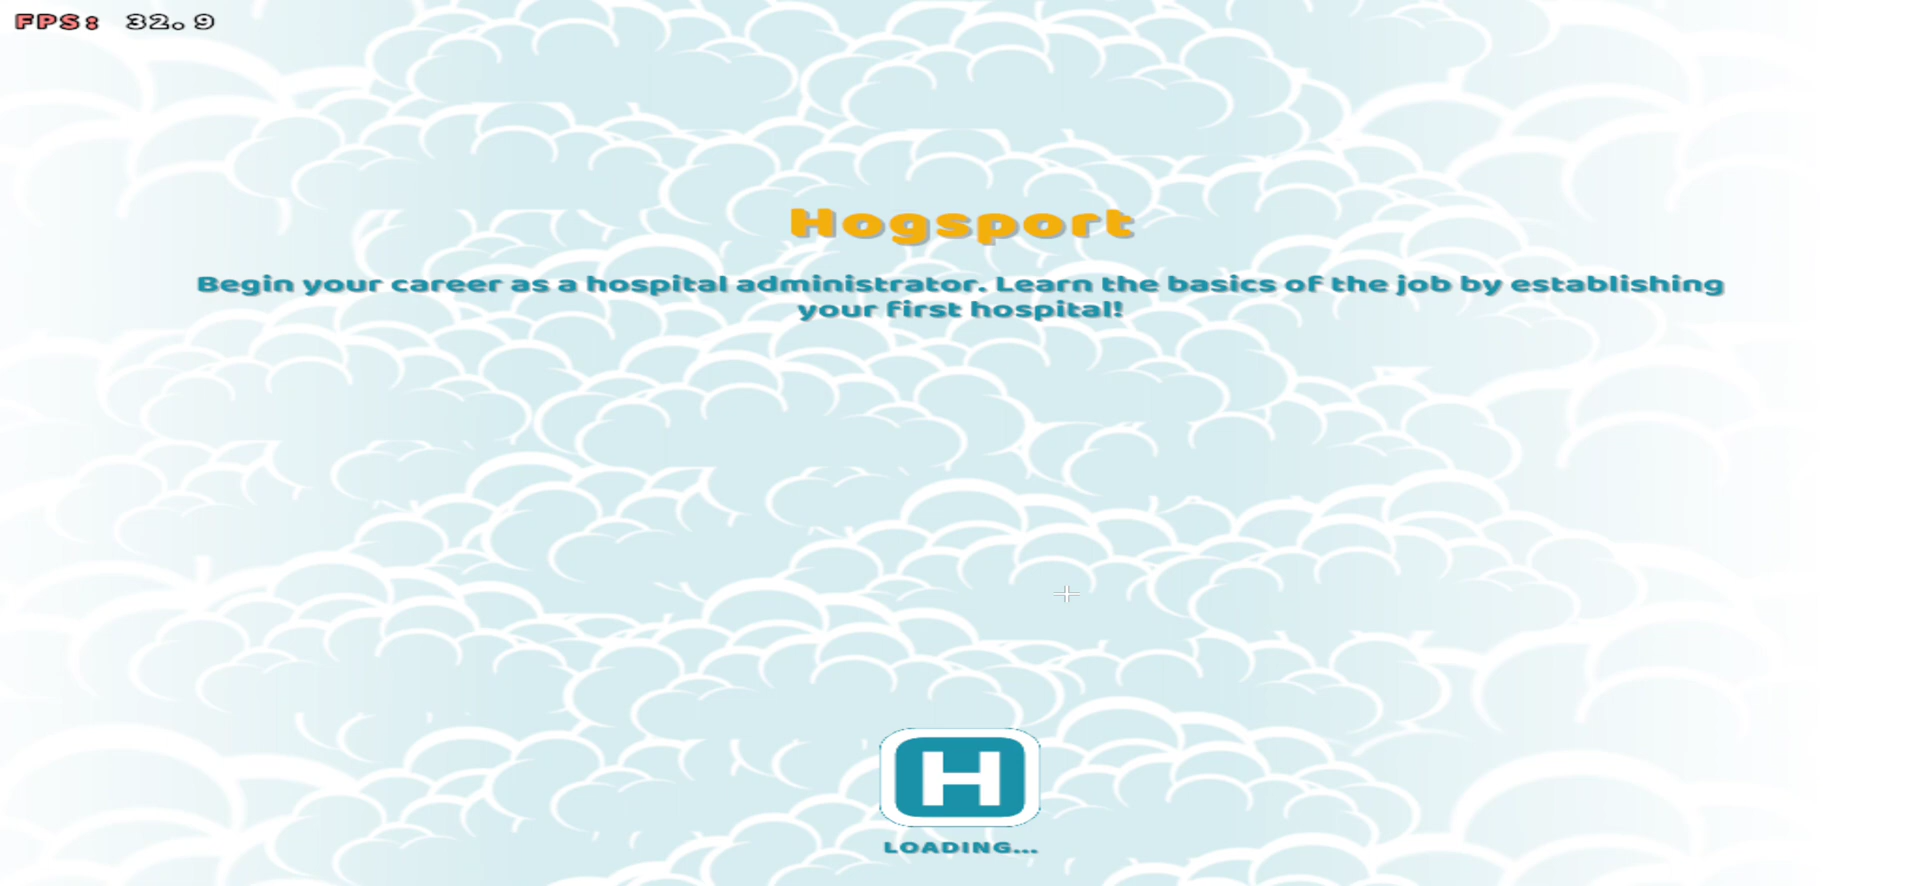 FPS: 32.9
Hogsport
Begin your career as a hospital administrator. Learn the basics of the job by establishing
your first hospital!
H
LOADING...